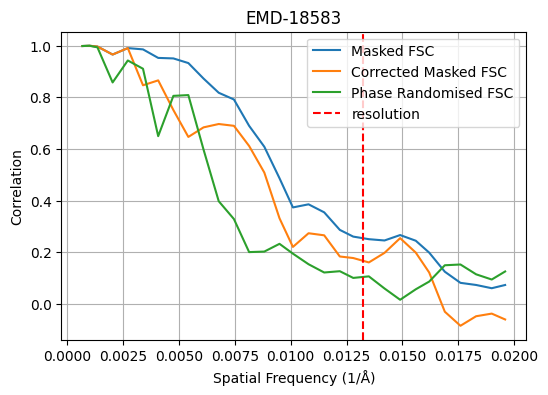 EMD-18583
Masked FSC
Corrected Masked FSC
Phase Randomised FSC
resolution
Correlation
1.0
0.8
0.6
0.4
0.2
0.0
0.0000 0.0025 0.0050 0.0075 0.0100 0.0125 0.0150 0.0175 0.0200
Spatial Frequency (1/Å)